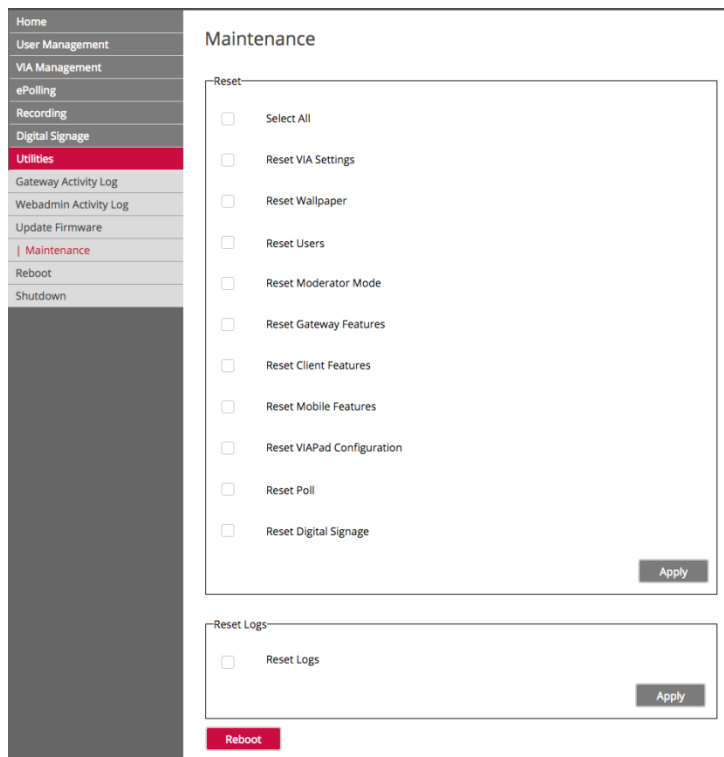 Home
User Management
VIA Management
ePolling
Recording
Digital Signage
Utilities
Gateway Activity Log
Webadmin Activity Log
Update Firmware
| Maintenance
Reboot
Shutdown
Maintenance
Reset
Select All
Reset VIA Settings
Reset Wallpaper
Reset Users
Reset Moderator Mode
Reset Gateway Features
Reset Client Features
Reset Mobile Features
Reset VIAPad Configuration
Reset Poll
Reset Digital Signage
Apply
Reset Logs
Reset Logs
Apply
Reboot